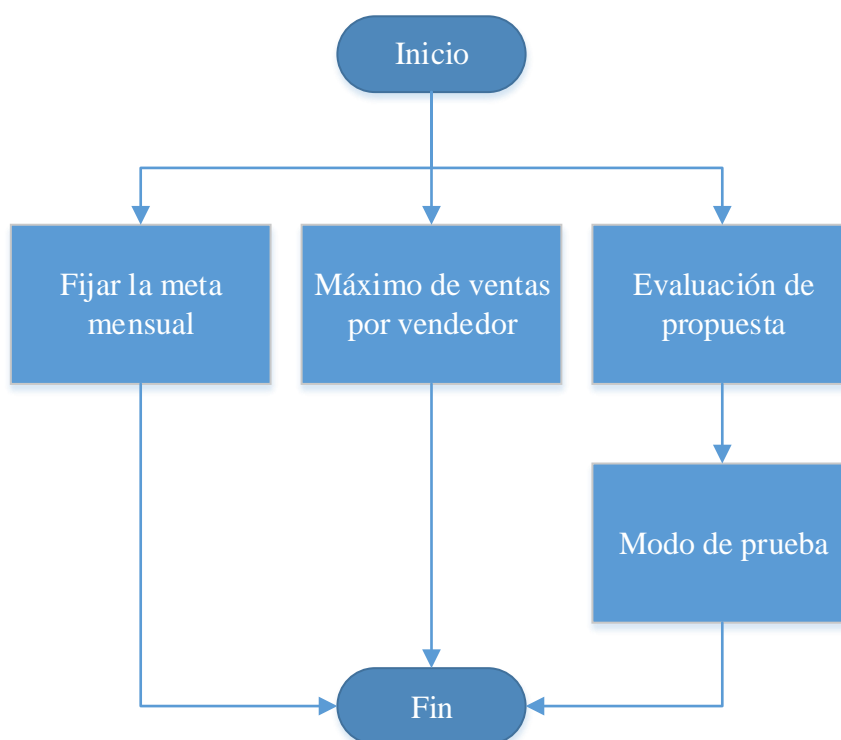 Inicio
Fijar la meta
mensual
Máximo de ventas
por vendedor
Evaluación de
propuesta
Modo de prueba
Fin